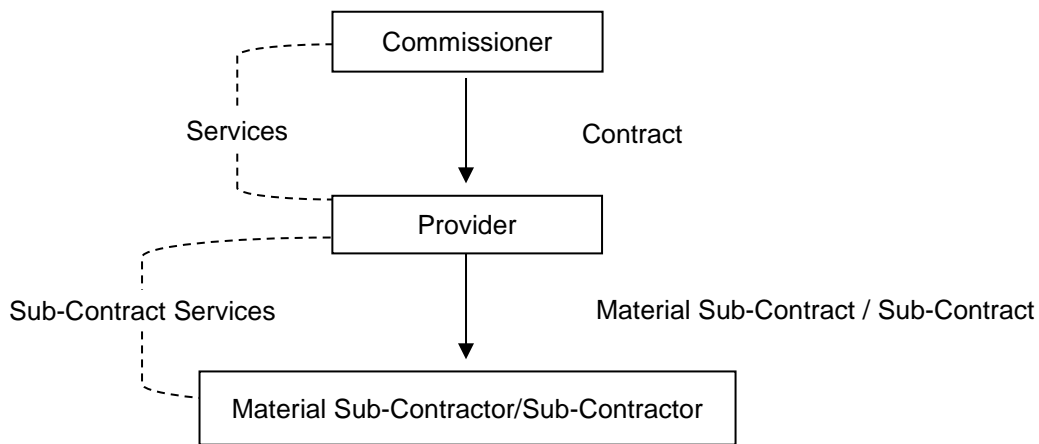 Commissioner
Services
Contract
Provider
Sub-Contract Services
Material Sub-Contract / Sub-Contract
Material Sub-Contractor/Sub-Contractor